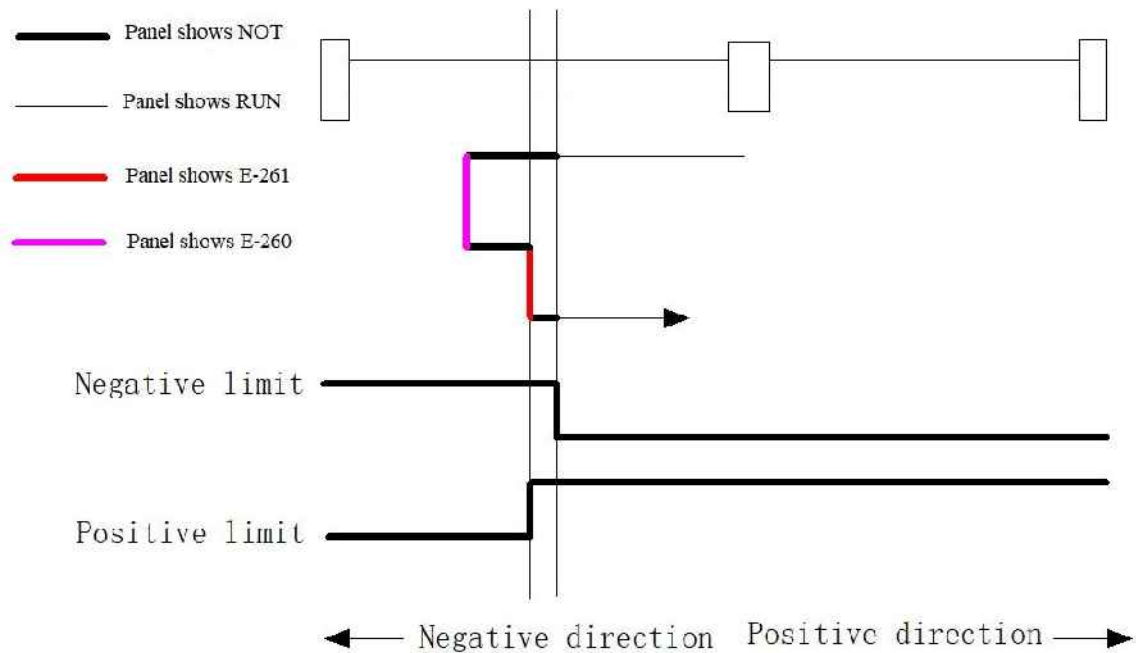 Panel shows NOT
Panel shows RUN
Panel shows E-261
Panel shows E-260
Negative limit
Positive limit
Negative direction
Positive direction